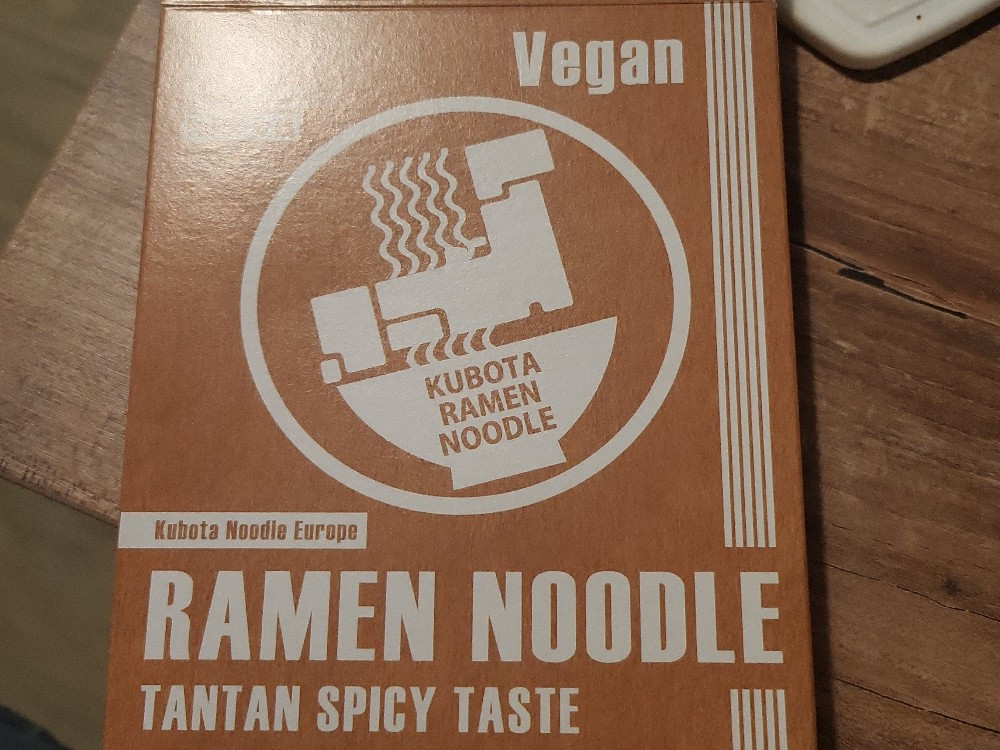 Vegan
KUBOTA
RAMEN
NOODLE
Kubota Noodle Europe
RAMEN NOODLE
TANTAN SPICY TASTE